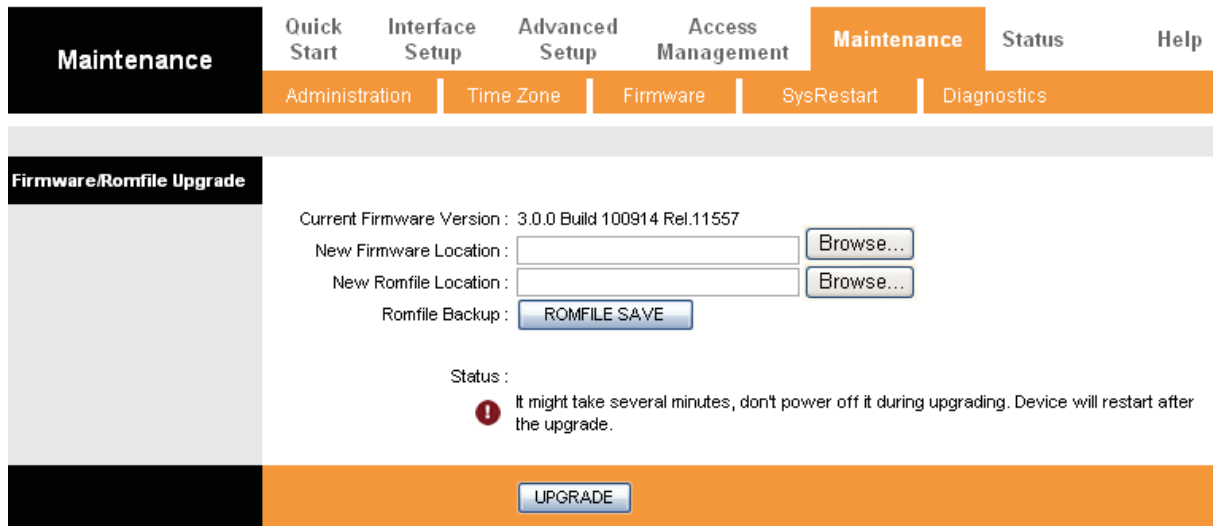 Maintenance
Quick Start
Interface Setup
Advanced Setup
Access Management
Maintenance
Status
Help
Administration
Time Zone
Firmware
SysRestart
Diagnostics
Firmware/Romfile Upgrade
Current Firmware Version : 3.0.0 Build 100914 Rel.11557
New Firmware Location : Browse...
New Romfile Location : Browse...
Romfile Backup : ROMFILE SAVE
Status :
It might take several minutes, don't power off it during upgrading. Device will restart after
the upgrade.
UPGRADE